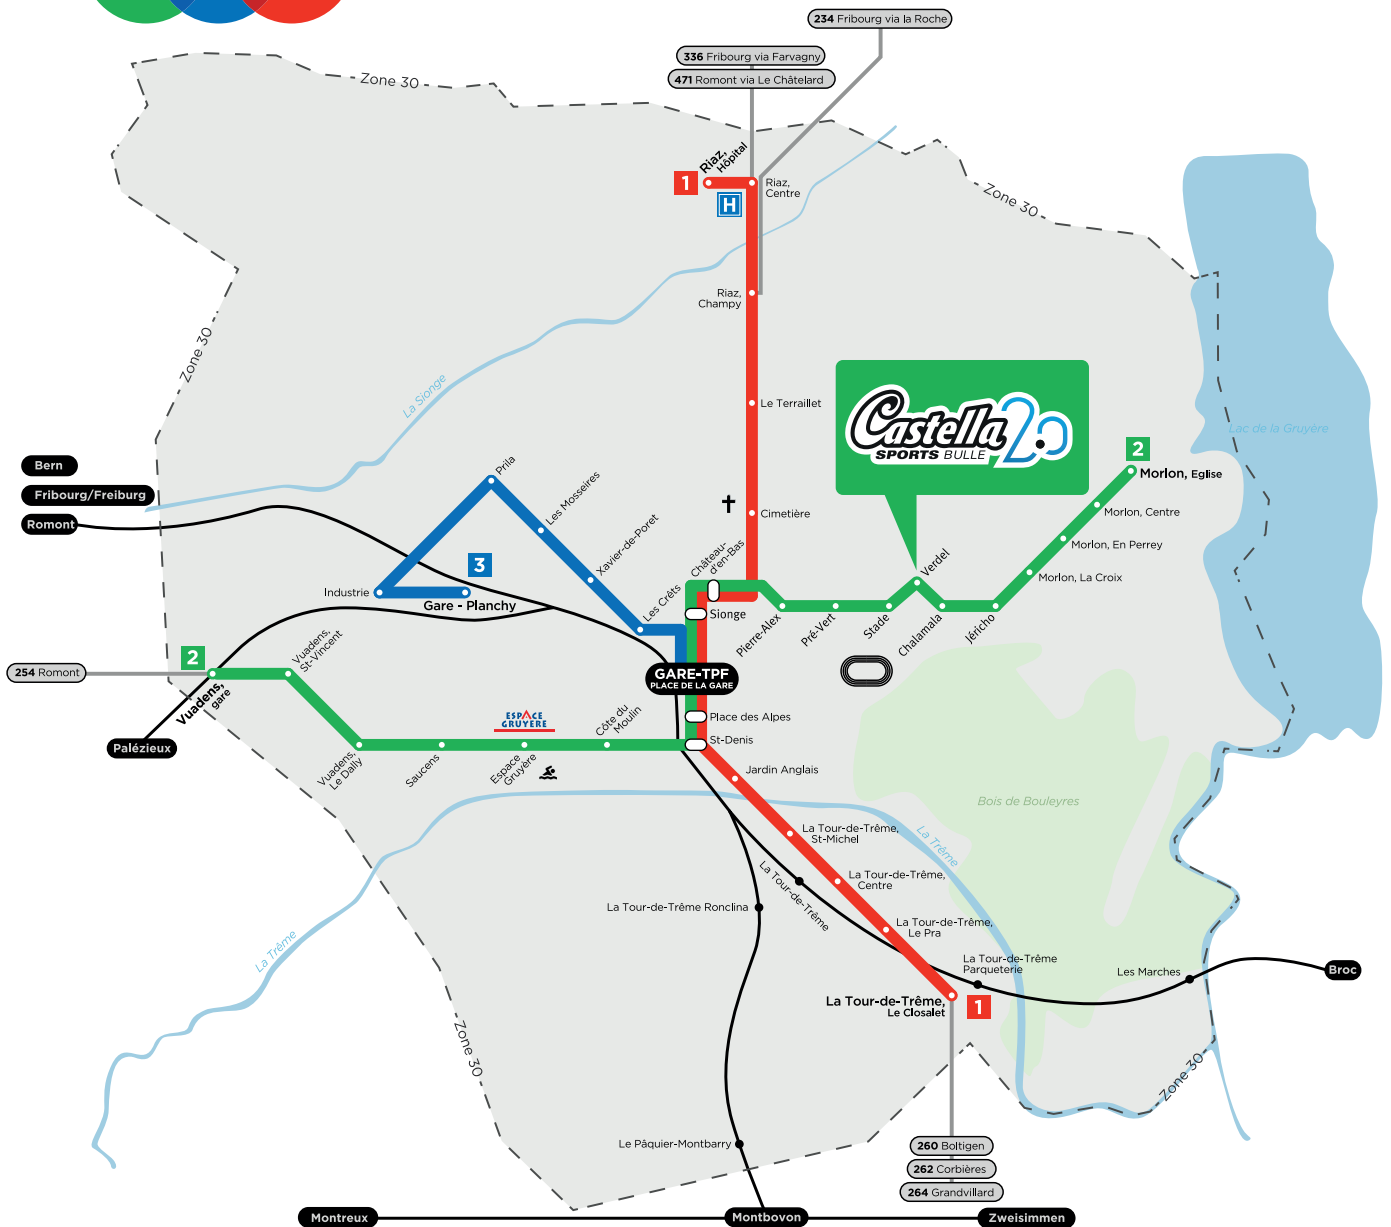 234 Fribourg via la Roche
336 Fribourg via Farvagny
471 Romont via Le Châtelard
Zone 30
Riaz,
Hôpital
1
H
Riaz,
Centre
Zone 30
Riaz,
Champy
Zone 30
La Sionge
Le Terraillet
Castella 2.0
SPORTS BULLE
Lac de la Gruyère
2
Morlon, Eglise
Bern
Fribourg/Freiburg
Romont
Prila
Les Mosseires
Xavier-de-Poret
Les Crêts
Cimetière
Château-
d'en-Bas
Morlon, Centre
Morlon, En Perrey
Morlon, La Croix
Verdel
3
Industrie
Gare - Planchy
Sionge
Pierre-Alex
Pré-Vert
Stade
Chalamala
Jéricho
Vuadens,
St-Vincent
2
254 Romont
Vuadens,
gare
GARE-TPF
PLACE DE LA GARE
Palézieux
ESPACE
GRUYERE
Côte du
Moulin
Place des Alpes
St-Denis
Vuadens,
Le Dally
Saucens
Espace
Gruyère
Jardin Anglais
Bois de Bouleyres
La Tour-de-Trême,
St-Michel
La Trême
La Tour-de-Trême,
Centre
La Tour-de-Trême
La Tour-de-Trême Ronclina
La Tour-de-Trême,
Le Pra
La Trême
La Tour-de-Trême
Parqueterie
Les Marches
Broc
La Tour-de-Trême,
Le Closalet
1
Zone 30
Zone 30
Le Pâquier-Montbarry
260 Boltigen
262 Corbières
264 Grandvillard
Montreux
Montbovon
Zweisimmen